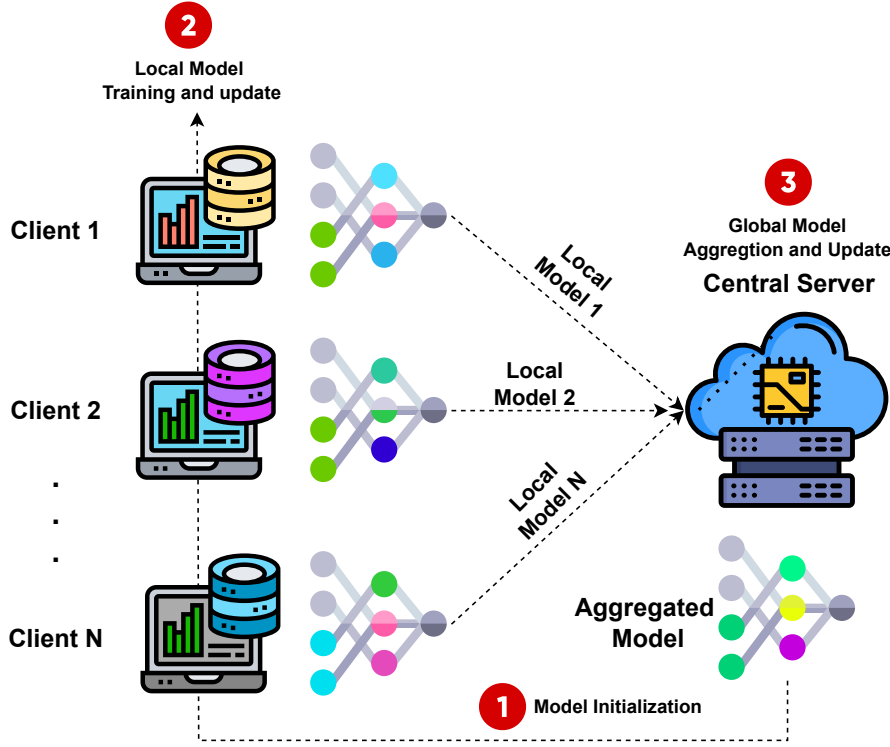 2
Local Model
Training and update
3
Global Model
Aggregtion and Update
Central Server
Client 1
Local
Model 1
Client 2
Local
Model 2
.
.
.
Local
Model N
Client N
Aggregated
Model
1
Model Initialization